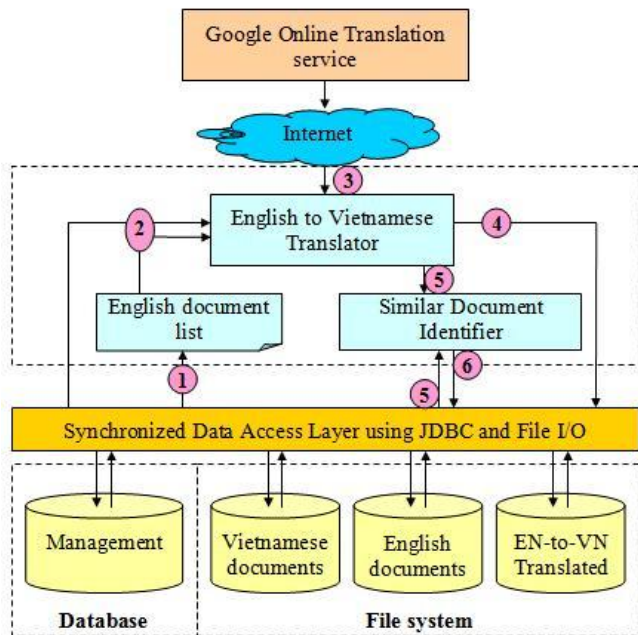 Google Online Translation
service
Internet
3
English to Vietnamese
Translator
2
4
5
English document
list
Similar Document
Identifier
1
5
6
Synchronized Data Access Layer using JDBC and File I/O
Management
Vietnamese
documents
English
documents
EN-to-VN
Translated
Database
File system